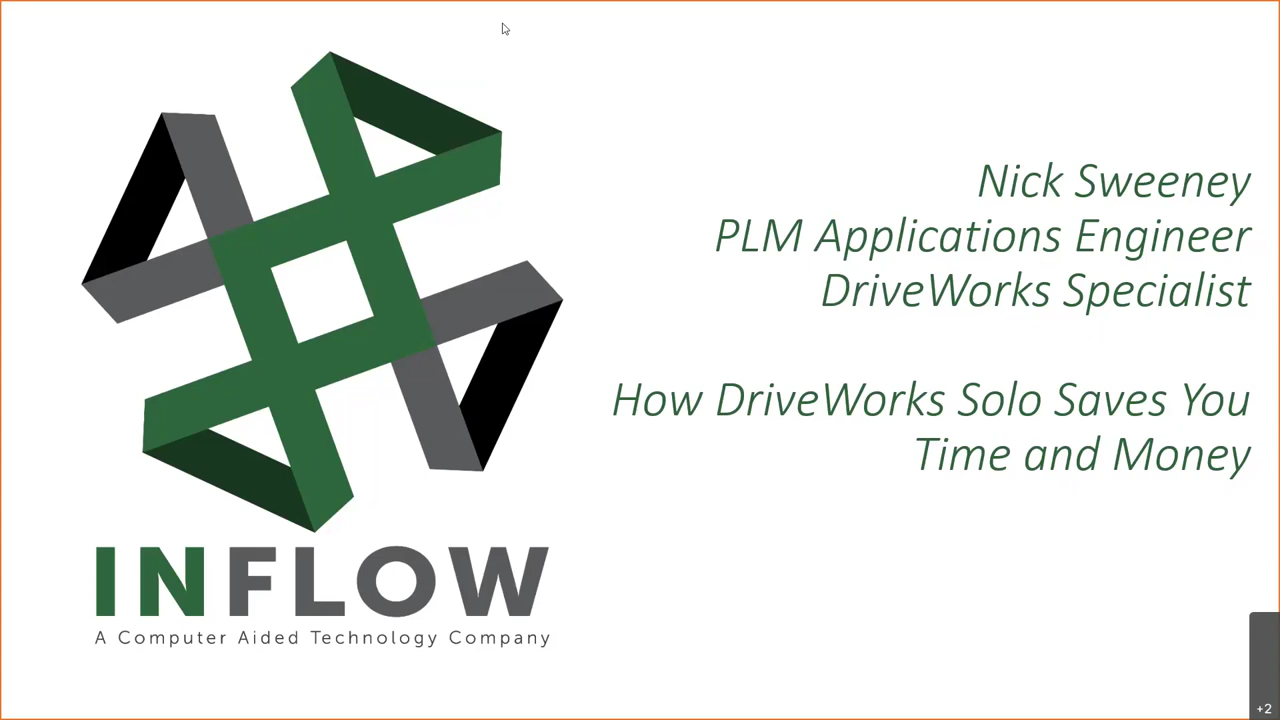 Nick Sweeney
PLM Applications Engineer
DriveWorks Specialist
How DriveWorks Solo Saves You
Time and Money
INFLOW
A Computer Aided Technology Company
+2